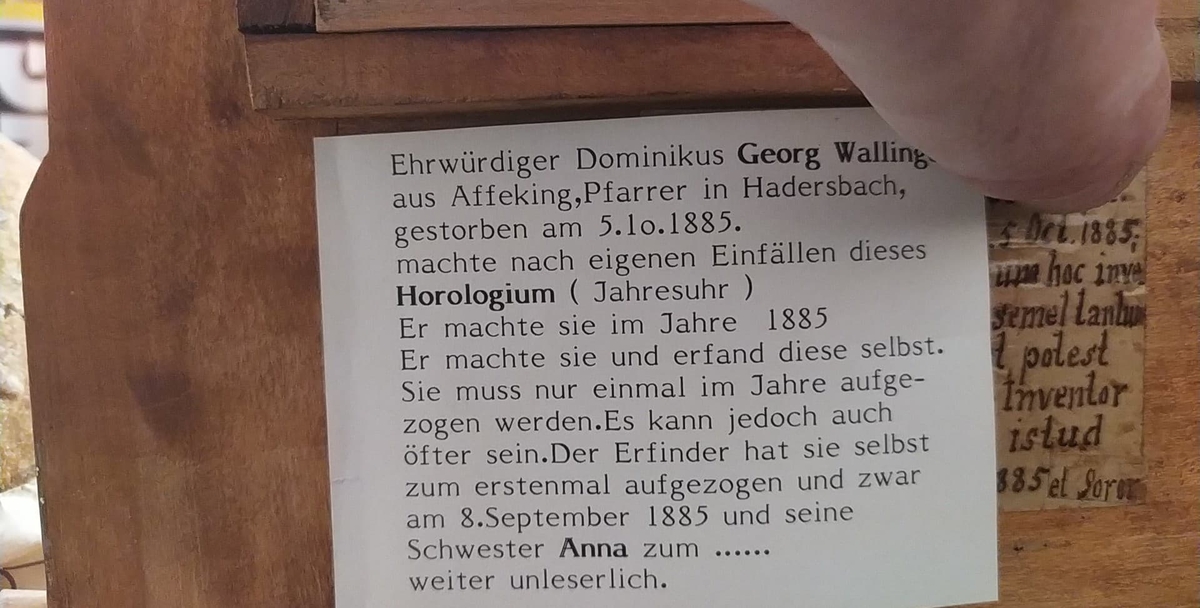 Ehrwürdiger Dominikus Georg Walling
aus Affeking,Pfarrer in Hadersbach,
gestorben am 5.1o.1885.
machte nach eigenen Einfällen dieses
Horologium ( Jahresuhr )
Er machte sie im Jahre 1885
Er machte sie und erfand diese selbst.
Sie muss nur einmal im Jahre aufge-
zogen werden.Es kann jedoch auch
öfter sein.Der Erfinder hat sie selbst
zum erstenmal aufgezogen und zwar
am 8.September 1885 und seine
Schwester Anna zum ......
weiter unleserlich.
5 Oct. 1885;
hoc inve
semel
potest
Inventor
istud
885 et Soror